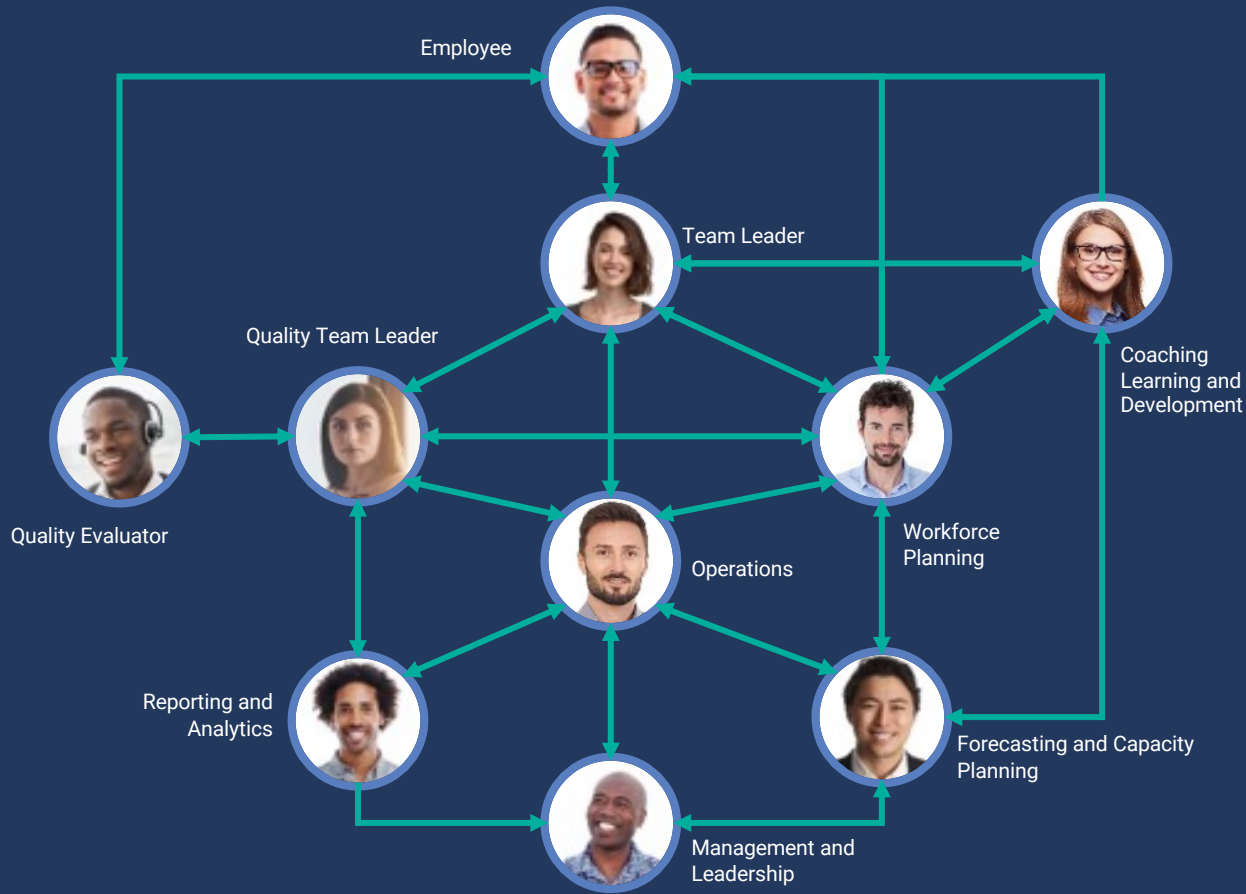 Employee
Team Leader
Quality Team Leader
Coaching
Learning and
Development
Quality Evaluator
Workforce
Planning
Operations
Reporting and
Analytics
Forecasting and Capacity
Planning
Management and
Leadership